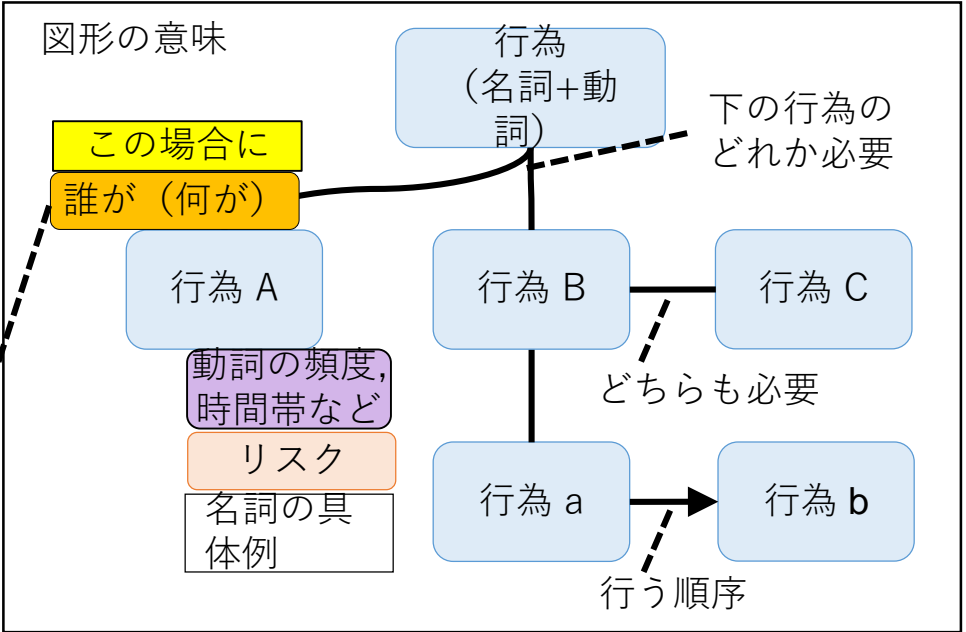 図形の意味
行為
（名詞+動
詞）
下の行為の
どれか必要
この場合に
誰が（何が）
行為 A
行為 B
行為 C
動詞の頻度,
時間帯など
どちらも必要
リスク
名詞の具
体例
行為 a
行為 b
行う順序